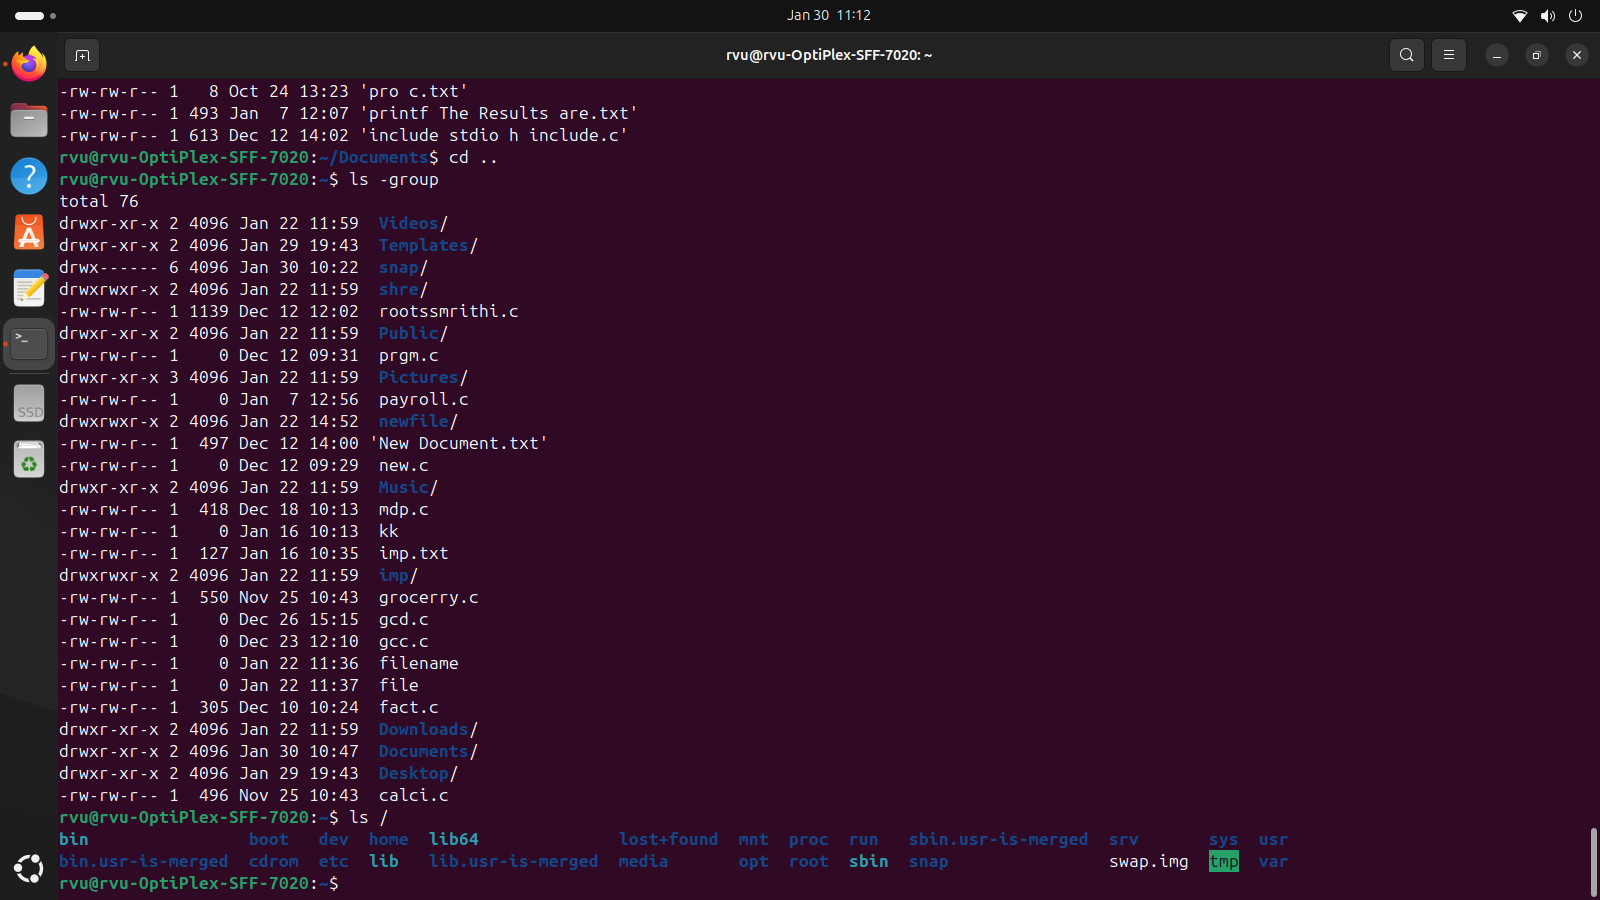 Jan 30 11:12
rvu@rvu-OptiPlex-SFF-7020: ~
-rw-rw-r-- 1   8 Oct 24 13:23 'pro c.txt'
-rw-rw-r-- 1 493 Jan  7 12:07 'printf The Results are.txt'
-rw-rw-r-- 1 613 Dec 12 14:02 'include stdio h include.c'
rvu@rvu-OptiPlex-SFF-7020:~/Documents$ cd ..
rvu@rvu-OptiPlex-SFF-7020:~$ ls -group
total 76
drwxr-xr-x 2 4096 Jan 22 11:59  Videos/
drwxr-xr-x 2 4096 Jan 29 19:43  Templates/
drwx------ 6 4096 Jan 30 10:22  snap/
drwxrwxr-x 2 4096 Jan 22 11:59  shre/
-rw-rw-r-- 1 1139 Dec 12 12:02  rootssmrithi.c
drwxr-xr-x 2 4096 Jan 22 11:59  Public/
-rw-rw-r-- 1    0 Dec 12 09:31  prgm.c
drwxr-xr-x 3 4096 Jan 22 11:59  Pictures/
-rw-rw-r-- 1    0 Jan  7 12:56  payroll.c
drwxrwxr-x 2 4096 Jan 22 14:52  newfile/
-rw-rw-r-- 1  497 Dec 12 14:00 'New Document.txt'
-rw-rw-r-- 1    0 Dec 12 09:29  new.c
drwxr-xr-x 2 4096 Jan 22 11:59  Music/
-rw-rw-r-- 1  418 Dec 18 10:13  mdp.c
-rw-rw-r-- 1    0 Jan 16 10:13  kk
-rw-rw-r-- 1  127 Jan 16 10:35  imp.txt
drwxrwxr-x 2 4096 Jan 22 11:59  imp/
-rw-rw-r-- 1  550 Nov 25 10:43  grocerry.c
-rw-rw-r-- 1    0 Dec 26 15:15  gcd.c
-rw-rw-r-- 1    0 Dec 23 12:10  gcc.c
-rw-rw-r-- 1    0 Jan 22 11:36  filename
-rw-rw-r-- 1    0 Jan 22 11:37  file
-rw-rw-r-- 1  305 Dec 10 10:24  fact.c
drwxr-xr-x 2 4096 Jan 22 11:59  Downloads/
drwxr-xr-x 2 4096 Jan 30 10:47  Documents/
drwxr-xr-x 2 4096 Jan 29 19:43  Desktop/
-rw-rw-r-- 1  496 Nov 25 10:43  calci.c
rvu@rvu-OptiPlex-SFF-7020:~$ ls /
bin                boot   dev  home  lib64              lost+found  mnt  proc  run   sbin.usr-is-merged  srv       sys  usr
bin.usr-is-merged  cdrom  etc  lib   lib.usr-is-merged  media       opt  root  sbin  snap                swap.img  tmp  var
rvu@rvu-OptiPlex-SFF-7020:~$
SSD